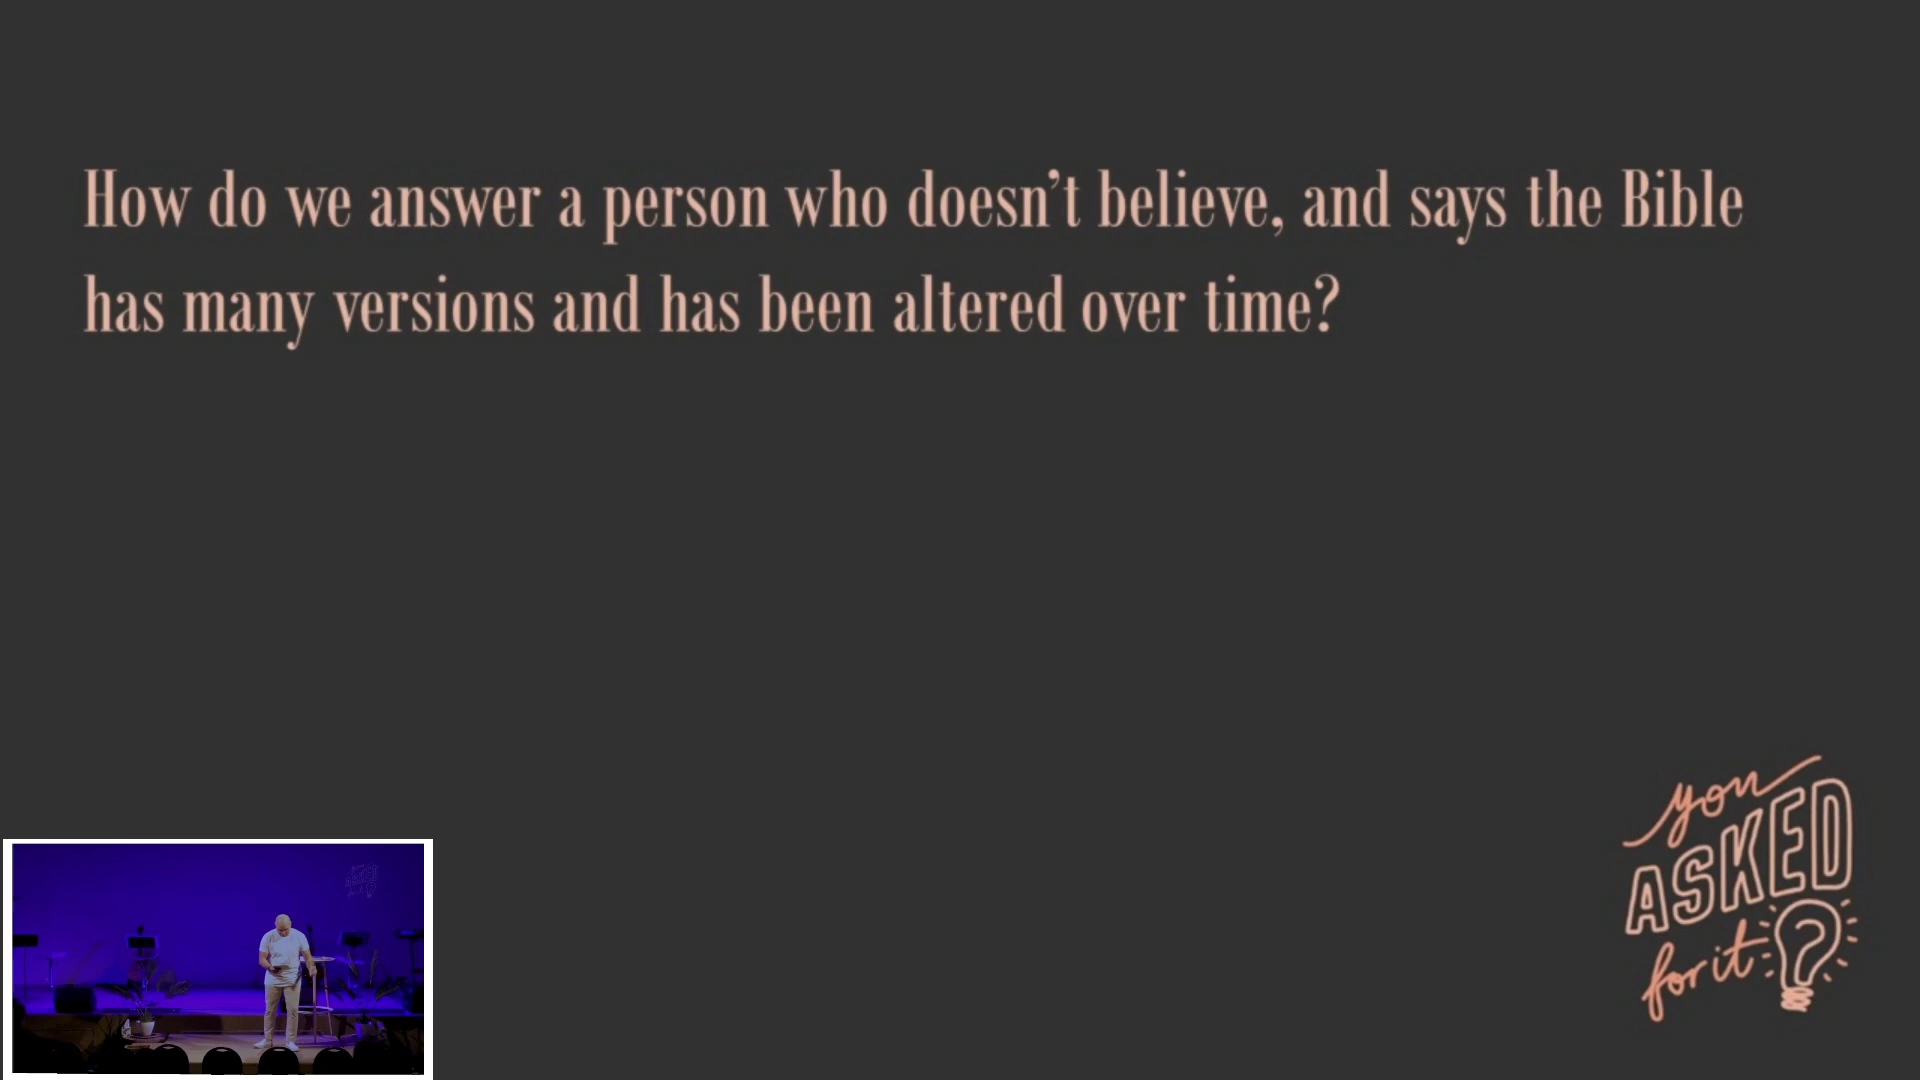 How do we answer a person who doesn’t believe, and says the Bible
has many versions and has been altered over time?
you
ASKED
for it